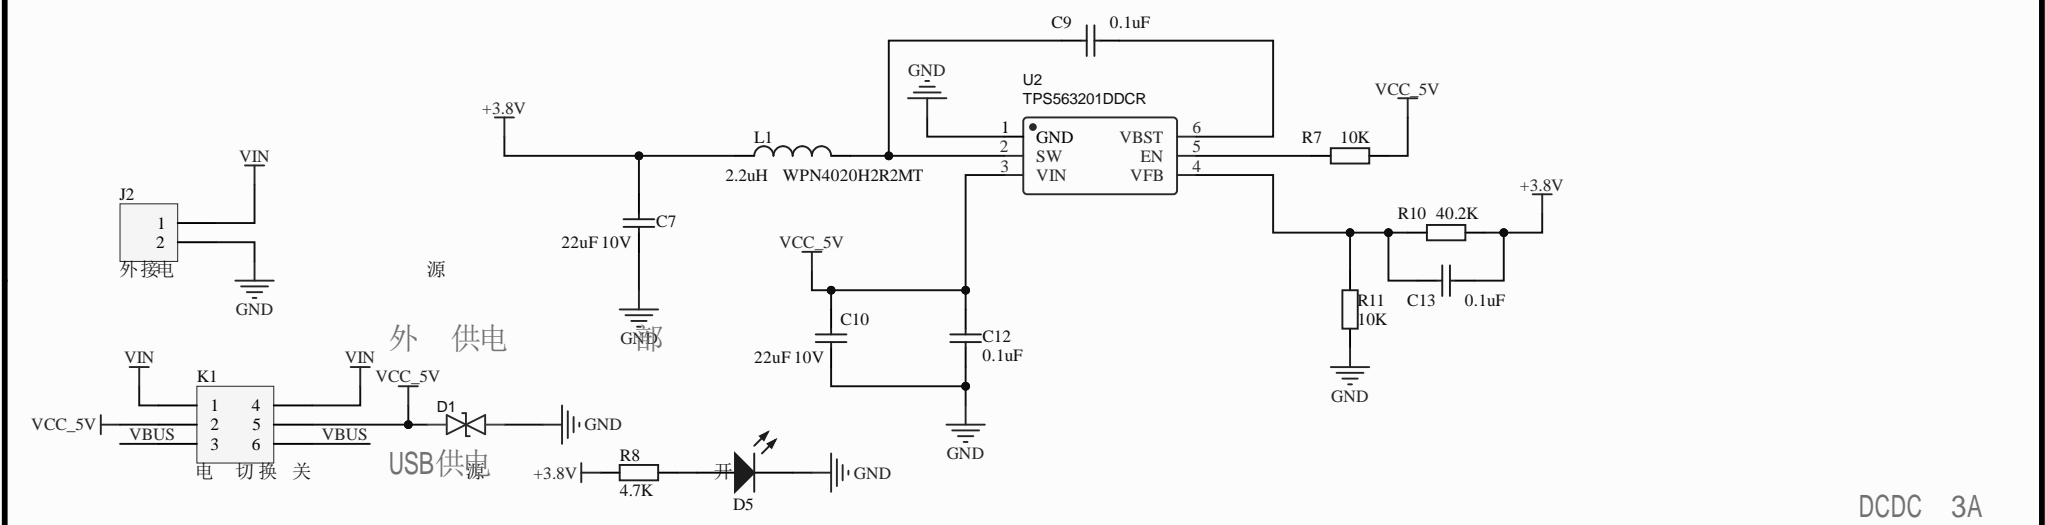 C9 0.1uF
GND
U2
TPS563201DDCR
VCC_5V
+3.8V
1 GND VBST 6
2 SW EN 5
3 VIN VFB 4
R7 10K
L1
2.2uH WPN4020H2R2MT
VIN
J2
1
2
外接电 源
GND
C7
22uF 10V
GND
VCC_5V
+3.8V
R10 40.2K
C13 0.1uF
R11
10K
GND
C10
22uF 10V
C12
0.1uF
GND
外 供电 部
VIN
VIN
K1
VCC_5V
1 4
2 5
3 6
VCC_5V
VBUS
VBUS
D1
GND
电 切换 关
USB供电
源
+3.8V
R8
4.7K
开
D5
GND
DCDC 3A